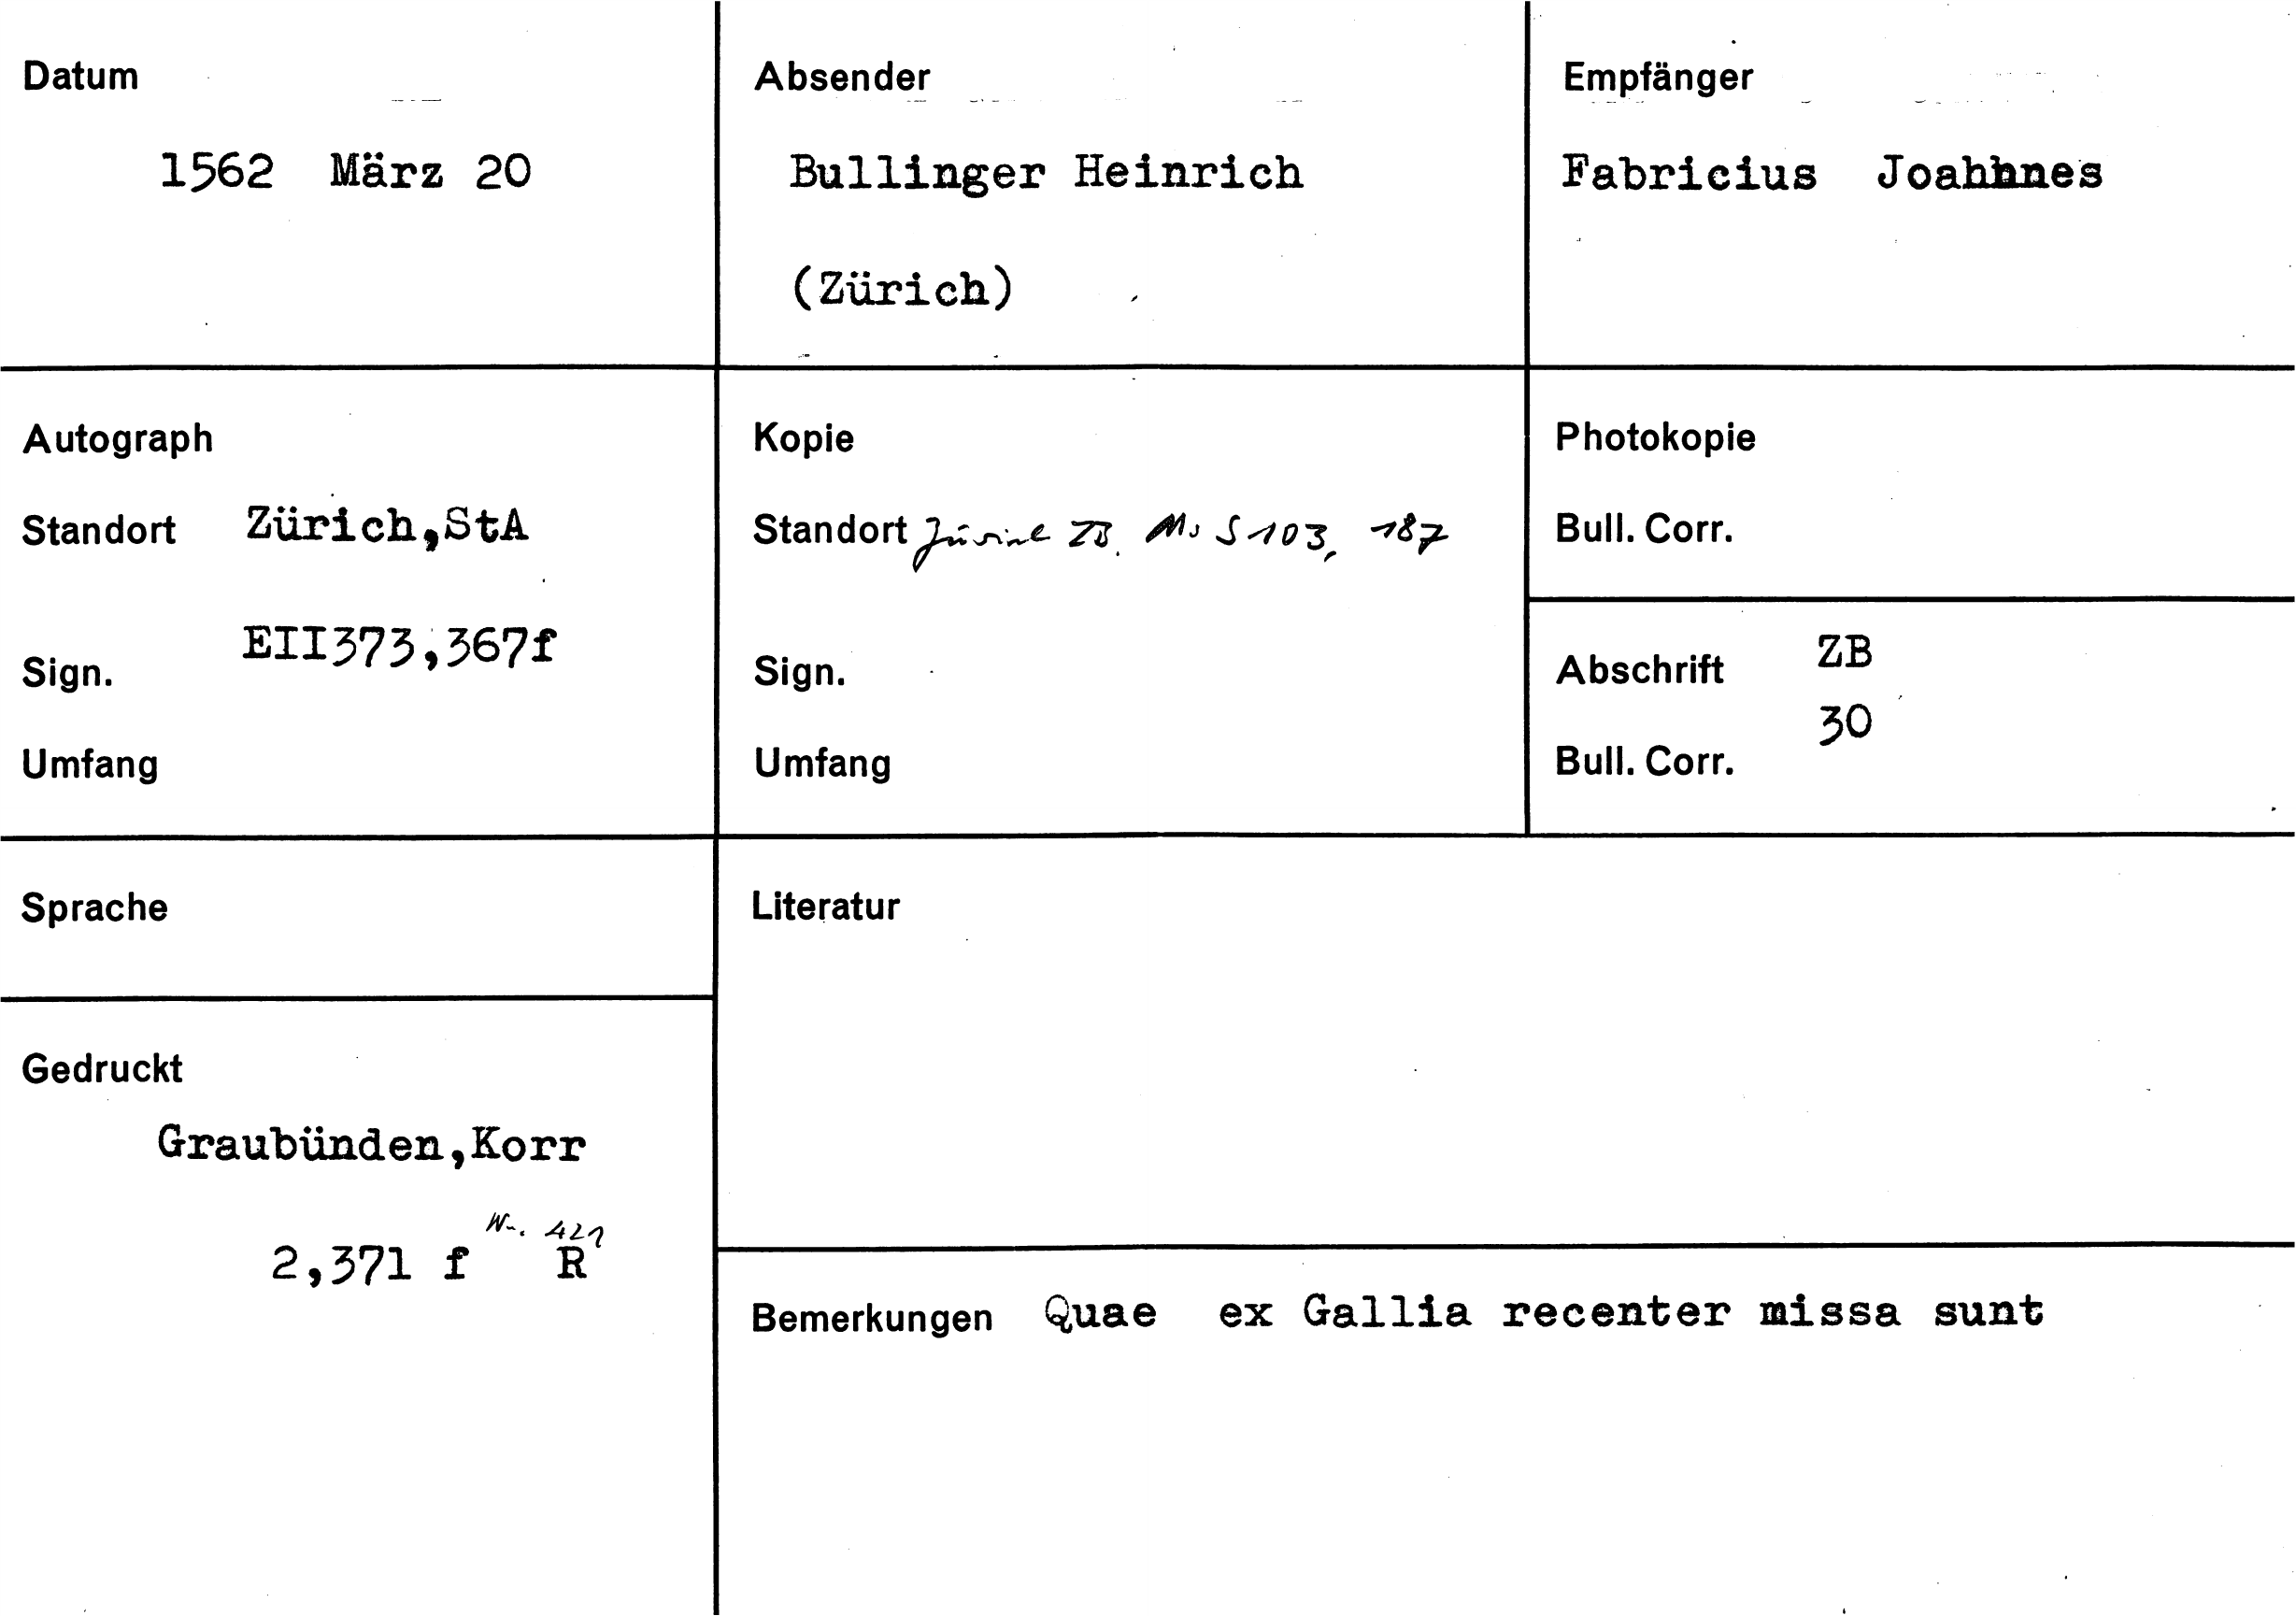 Datum
1562 März 20
Absender
Bullinger Heinrich
(Zürich)
Empfänger
Fabricius Joahhnes
Autograph
Standort Zürich,StA
Sign. EII373,367f
Umfang
Kopie
Standort Zürich ZB. Ms S 103, 187
Sign.
Umfang
Photokopie
Bull. Corr.
Abschrift ZB
30
Bull. Corr.
Sprache
Literatur
Gedruckt
Graubünden,Korr
Nr. 421
2,371 f R
Bemerkungen Quae ex Gallia recenter missa sunt